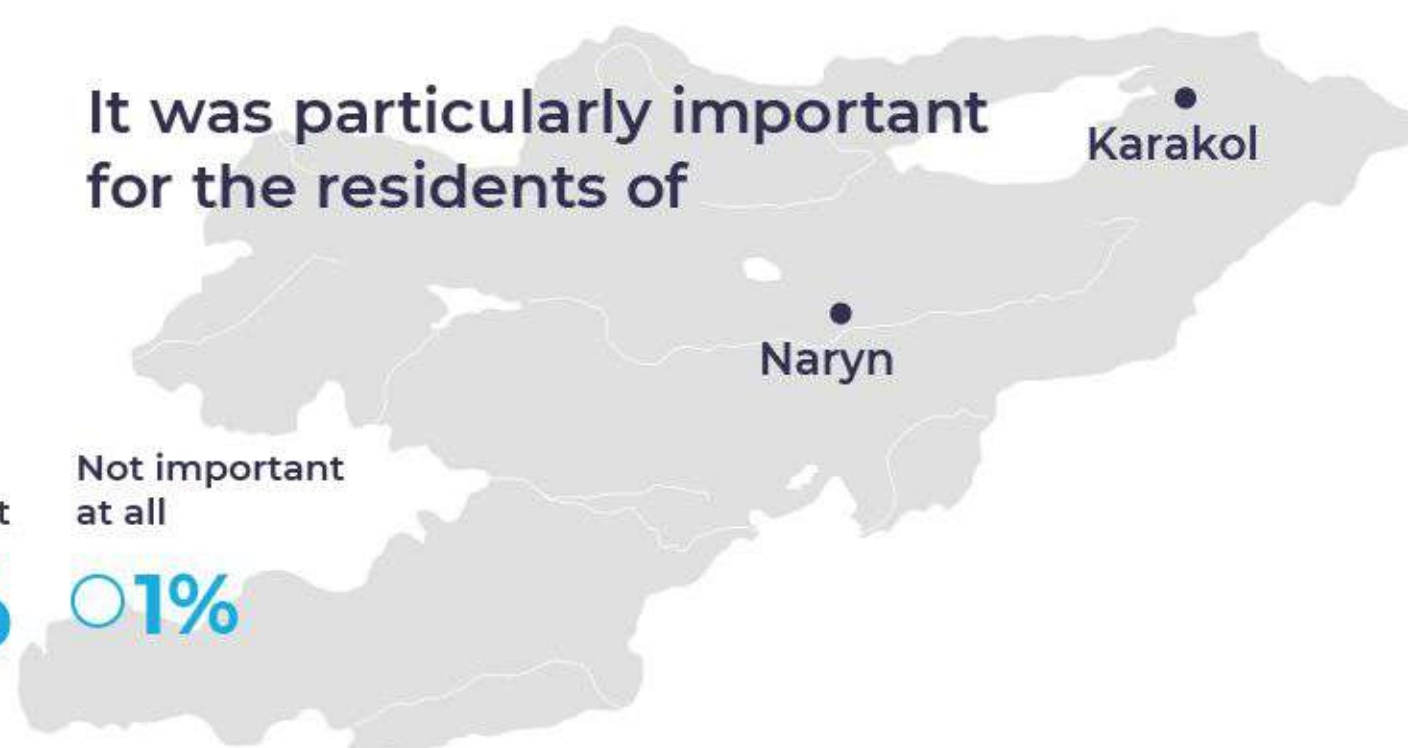 It was particularly important
for the residents of
Karakol
Naryn
Not important
at all
1%